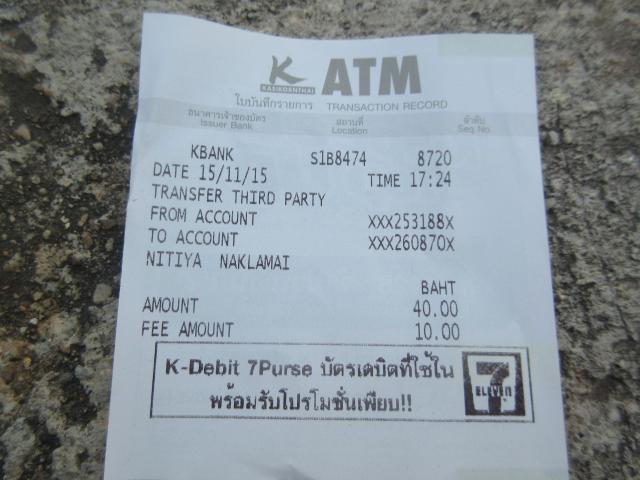 K ATM
KASIKORNTHAI
ใบบันทึกรายการ TRANSACTION RECORD
ธนาคารเจ้าของบัตร สถานที่ ลำดับ
Issuer Bank Location Seq No.
KBANK S1B8474 8720
DATE 15/11/15 TIME 17:24
TRANSFER THIRD PARTY
FROM ACCOUNT XXX253188X
TO ACCOUNT XXX260870X
NITIYA NAKLAMAI
BAHT
AMOUNT 40.00
FEE AMOUNT 10.00
K-Debit 7Purse บัตรเดบิตที่ใช้ใน 7 ELEVEn
พร้อมรับโปรโมชั่นเพียบ!!